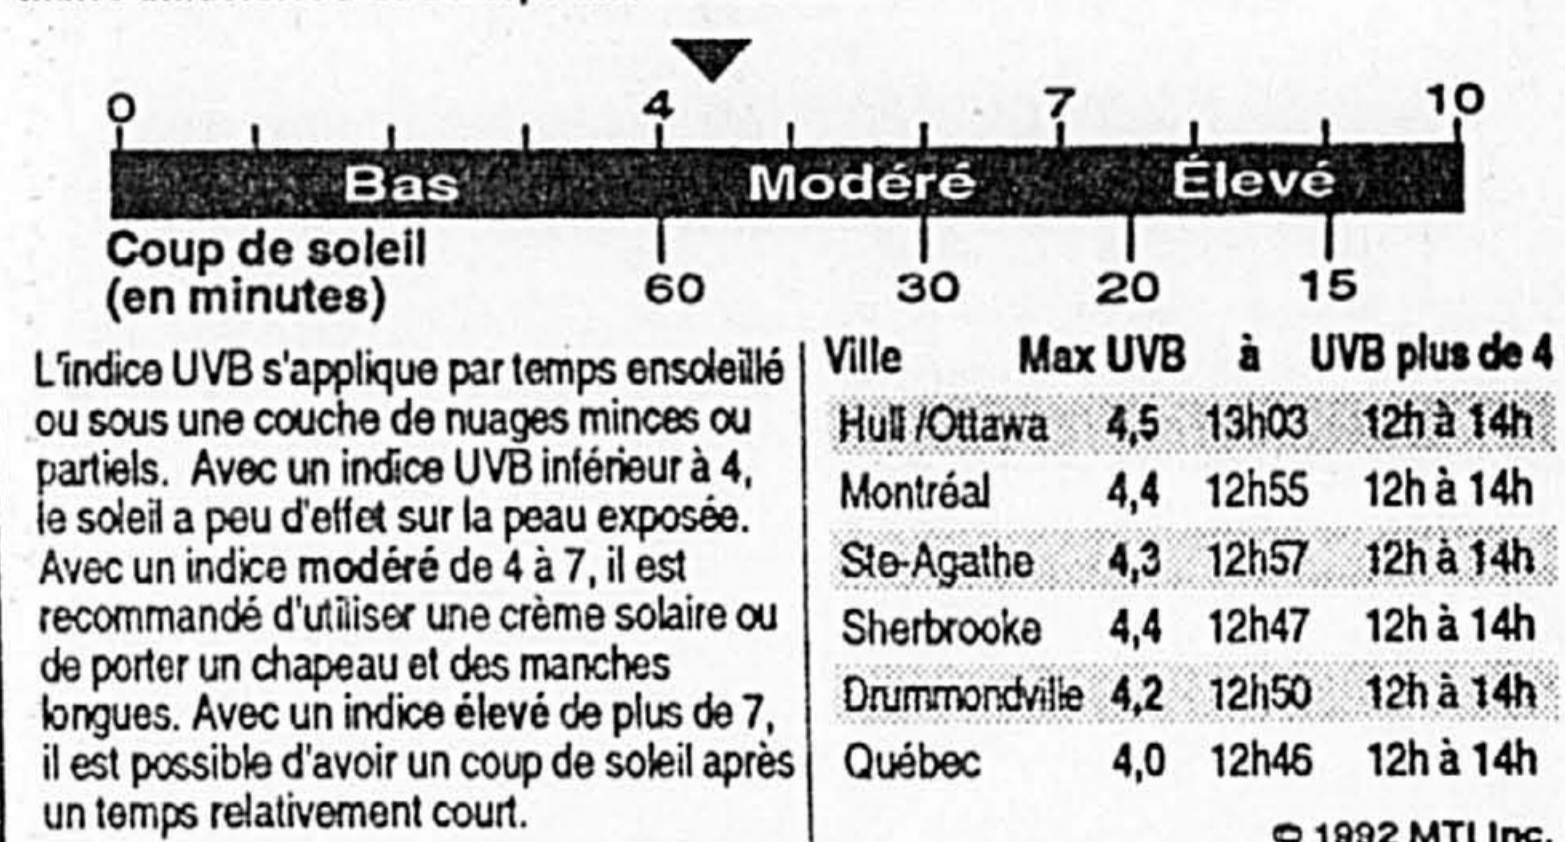 0 4 7 10
Bas Modéré Élevé
Coup de soleil
(en minutes)
60 30 20 15
L'indice UVB s'applique par temps ensoleillé
ou sous une couche de nuages minces ou
partiels. Avec un indice UVB inférieur à 4,
le soleil a peu d'effet sur la peau exposée.
Avec un indice modéré de 4 à 7, il est
recommandé d'utiliser une crème solaire ou
de porter un chapeau et des manches
longues. Avec un indice élevé de plus de 7,
il est possible d'avoir un coup de soleil après
un temps relativement court.
Ville Max UVB à UVB plus de 4
Hull /Ottawa 4,5 13h03 12h à 14h
Montréal 4,4 12h55 12h à 14h
Ste-Agathe 4,3 12h57 12h à 14h
Sherbrooke 4,4 12h47 12h à 14h
Drummondville 4,2 12h50 12h à 14h
Québec 4,0 12h46 12h à 14h
© 1992 MTI Inc.